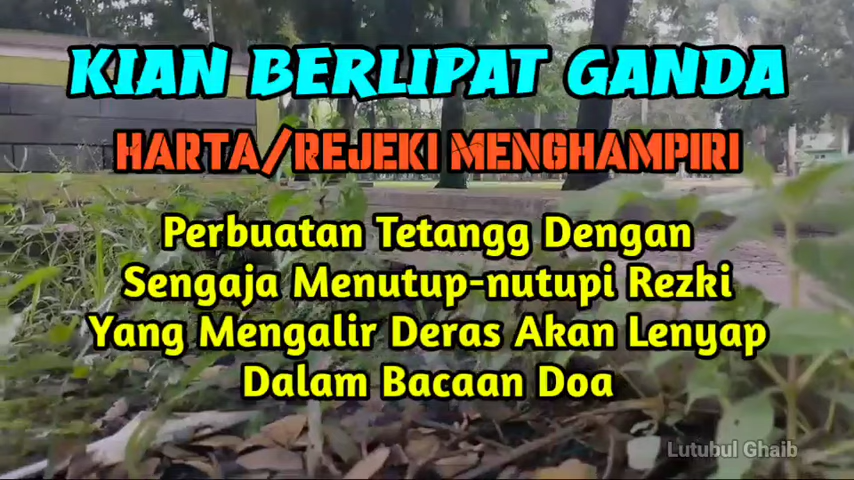 KIAN BERLIPAT GANDA
HARTA/REJEKI MENGHAMPIRI
Perbuatan Tetangg Dengan
Sengaja Menutup-nutupi Rezki
Yang Mengalir Deras Akan Lenyap
Dalam Bacaan Doa
Lutubul Ghaib